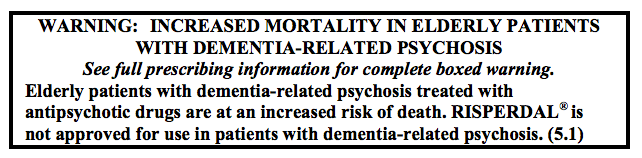 WARNING: INCREASED MORTALITY IN ELDERLY PATIENTS
WITH DEMENTIA-RELATED PSYCHOSIS
See full prescribing information for complete boxed warning.
Elderly patients with dementia-related psychosis treated with
antipsychotic drugs are at an increased risk of death. RISPERDAL® is
not approved for use in patients with dementia-related psychosis. (5.1)